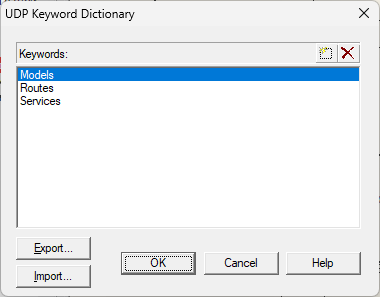 UDP Keyword Dictionary
Keywords:
Models
Routes
Services
Export...
Import...
OK
Cancel
Help